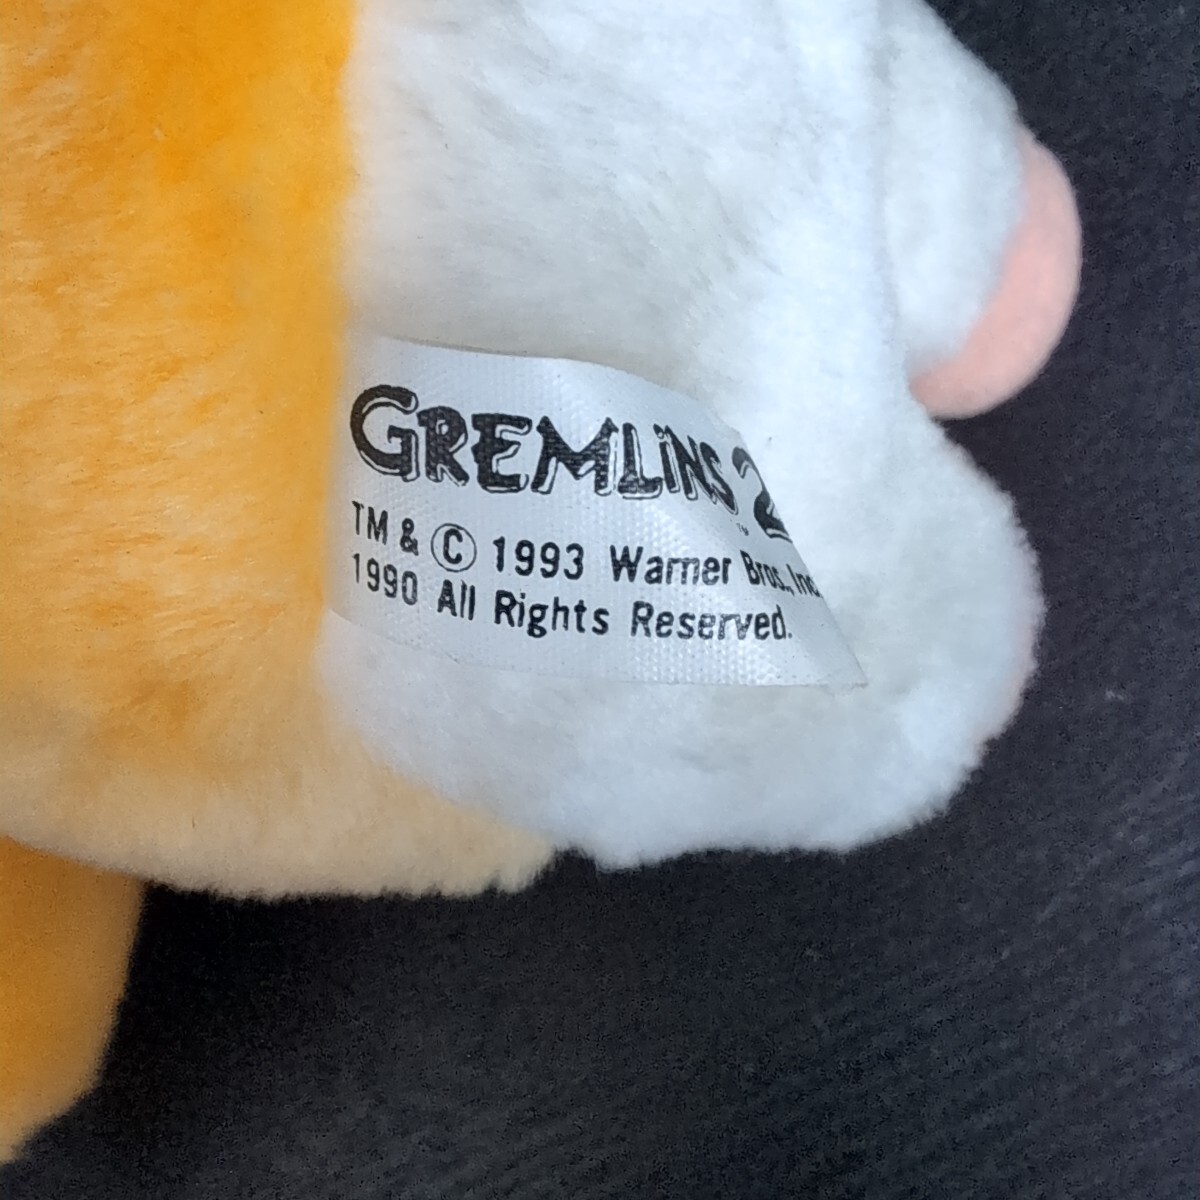 GREMLiNS 2
TM & © 1993 Warner Bros., Inc
1990 All Rights Reserved.